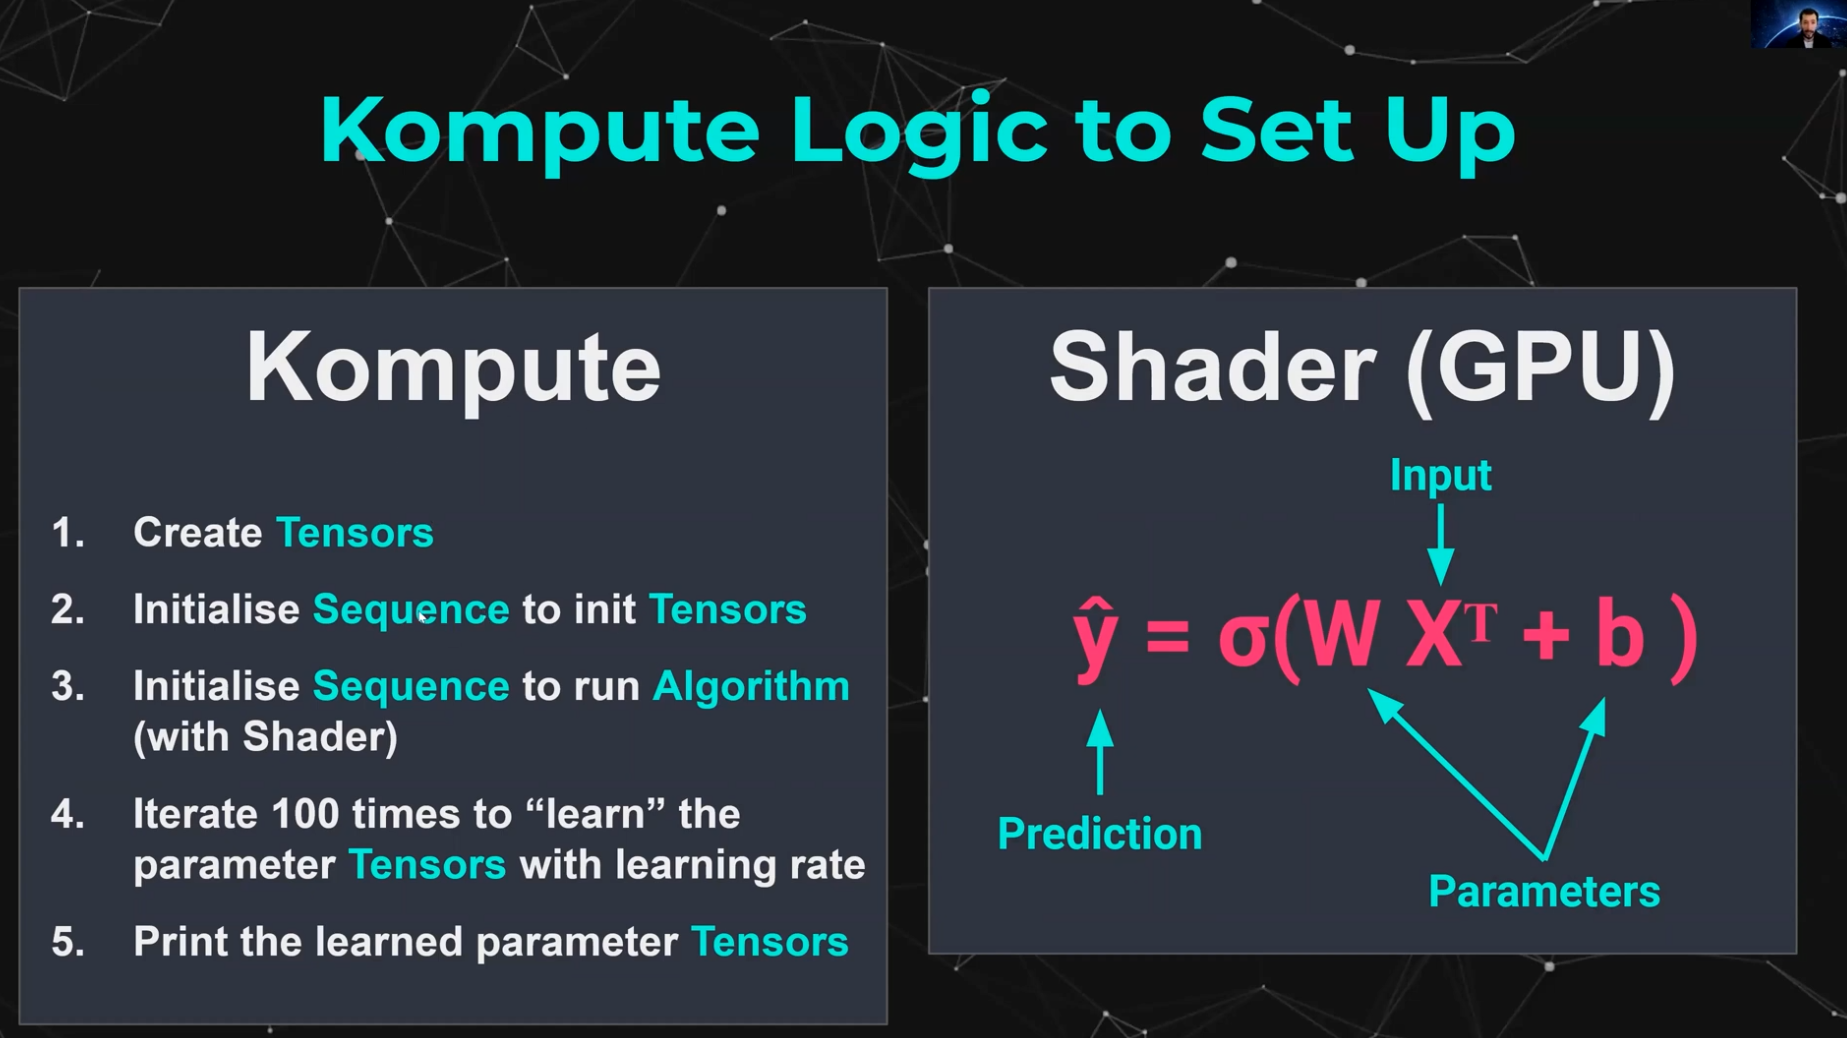 Kompute Logic to Set Up
Kompute
1. Create Tensors
2. Initialise Sequence to init Tensors
3. Initialise Sequence to run Algorithm
(with Shader)
4. Iterate 100 times to “learn” the
parameter Tensors with learning rate
5. Print the learned parameter Tensors
Shader (GPU)
Input
ŷ = σ(W Xᵀ + b )
Prediction
Parameters